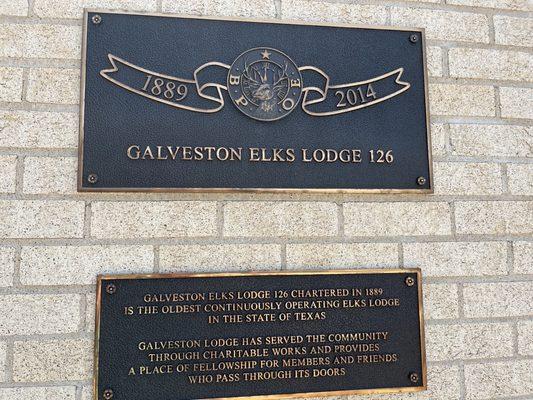 1889 BPOE 2014
GALVESTON ELKS LODGE 126
GALVESTON ELKS LODGE 126 CHARTERED IN 1889
IS THE OLDEST CONTINUOUSLY OPERATING ELKS LODGE
IN THE STATE OF TEXAS
GALVESTON LODGE HAS SERVED THE COMMUNITY
THROUGH CHARITABLE WORKS AND PROVIDES
A PLACE OF FELLOWSHIP FOR MEMBERS AND FRIENDS
WHO PASS THROUGH ITS DOORS